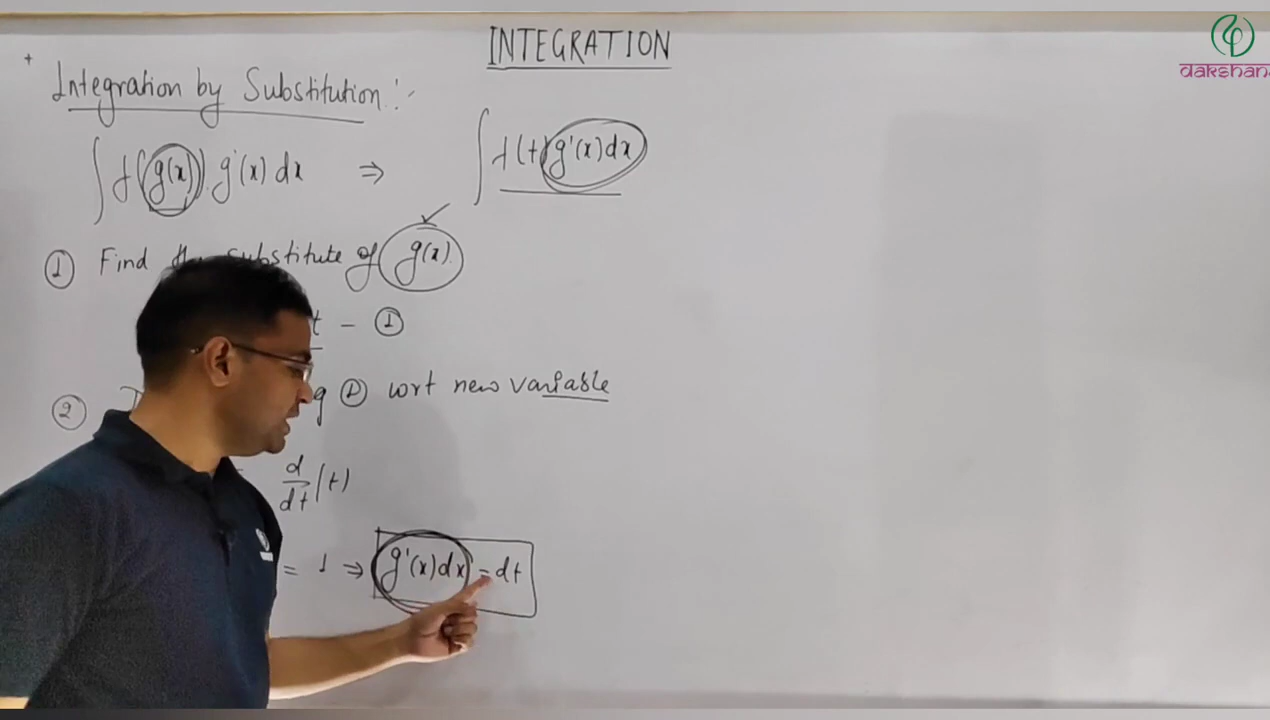 INTEGRATION
dakshana
Integration by Substitution :-
∫ f(g(x)).g'(x) dx ⇒ ∫ f(t) g'(x) dx
① Find the substitute of g(x).
t - ①
② g ① wrt new variable
d/dt (t)
= 1 ⇒ g'(x) dx = dt